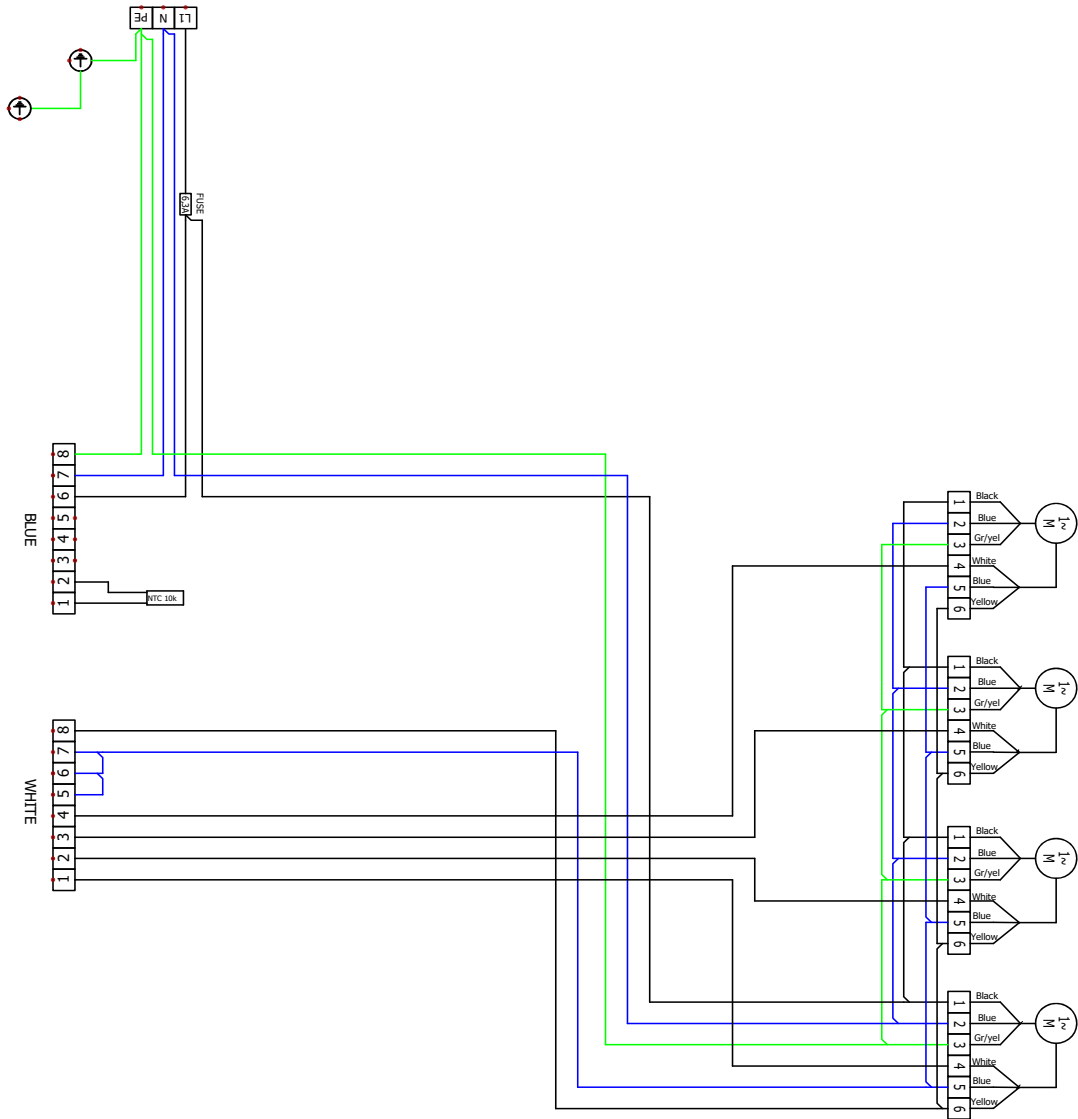 PE N L1
FUSE
6,3A
8
7
6
5
4
3
2
1
BLUE
NTC 10k
8
7
6
5
4
3
2
1
WHITE
1 Black
2 Blue
3 Gr/yel
4 White
5 Blue
6 Yellow
1~
M
1 Black
2 Blue
3 Gr/yel
4 White
5 Blue
6 Yellow
1~
M
1 Black
2 Blue
3 Gr/yel
4 White
5 Blue
6 Yellow
1~
M
1 Black
2 Blue
3 Gr/yel
4 White
5 Blue
6 Yellow
1~
M